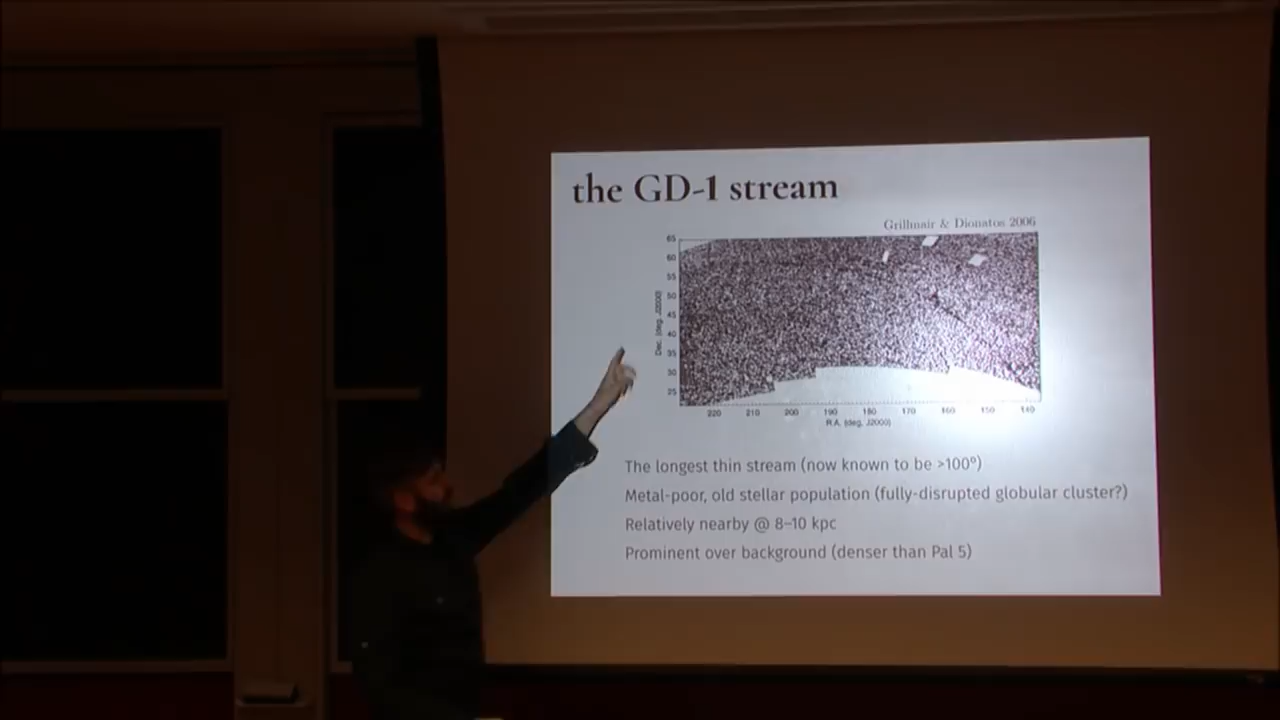 the GD-1 stream
Grillmair & Dionatos 2006
65
60
55
50
45
40
35
30
25
Dec. (deg, J2000)
220 210 200 190 180 170 160 150 140
R.A. (deg, J2000)
The longest thin stream (now known to be >100°)
Metal-poor, old stellar population (fully-disrupted globular cluster?)
Relatively nearby @ 8–10 kpc
Prominent over background (denser than Pal 5)